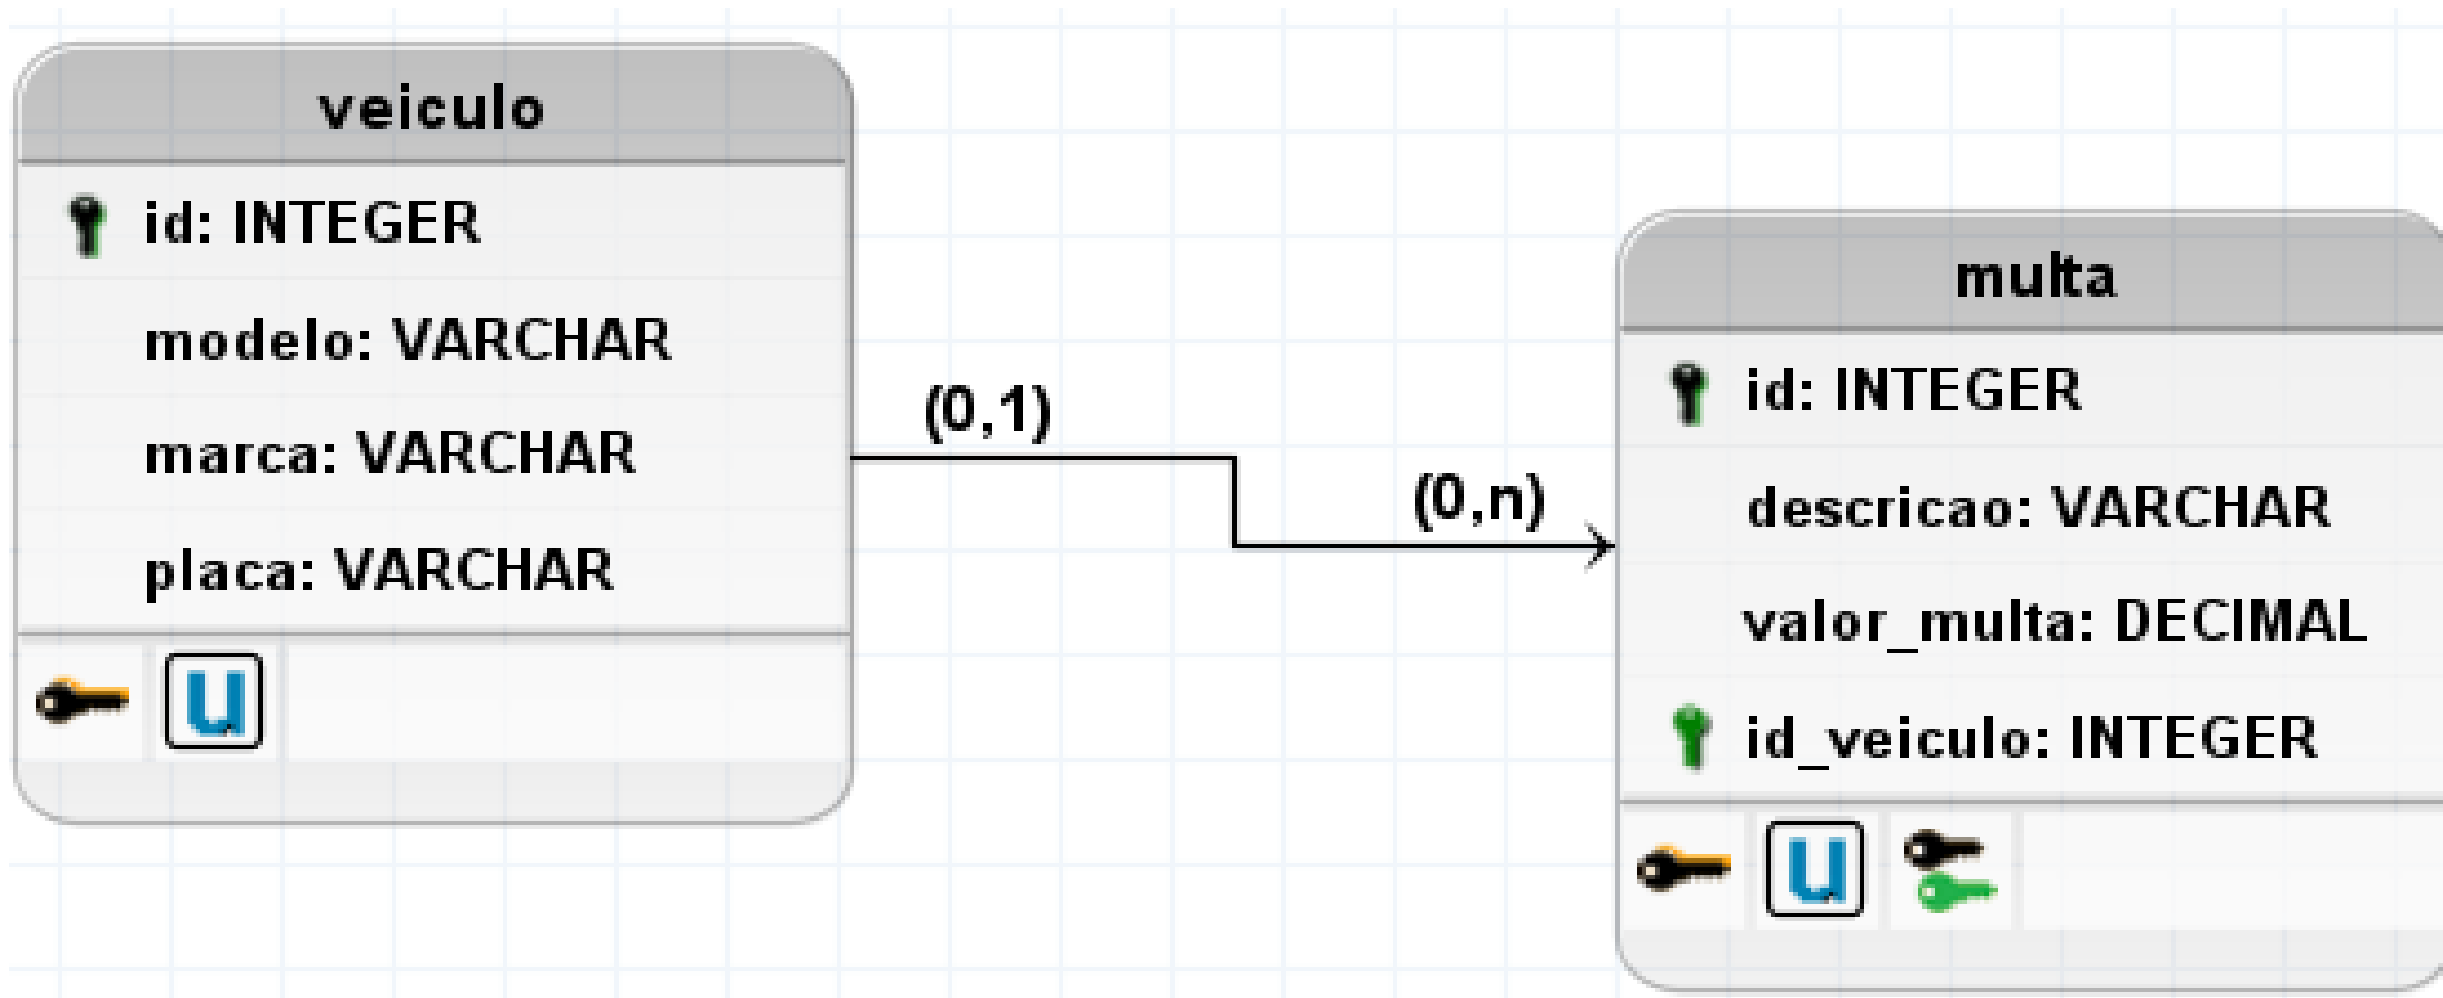 veiculo
id: INTEGER
modelo: VARCHAR
marca: VARCHAR
placa: VARCHAR
u
(0,1)
(0,n)
multa
id: INTEGER
descricao: VARCHAR
valor_multa: DECIMAL
id_veiculo: INTEGER
u